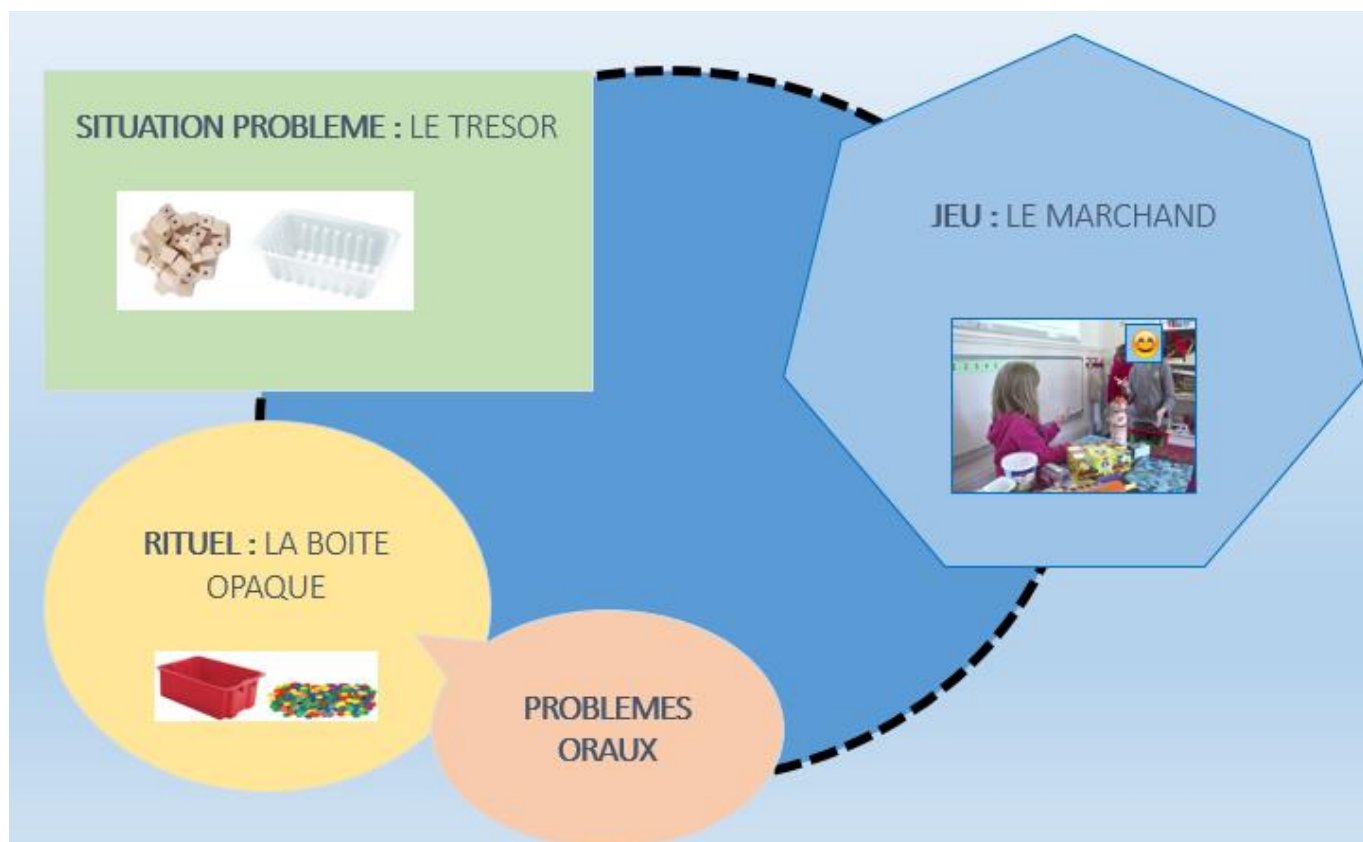 SITUATION PROBLEME : LE TRESOR
JEU : LE MARCHAND
RITUEL : LA BOITE
OPAQUE
PROBLEMES
ORAUX